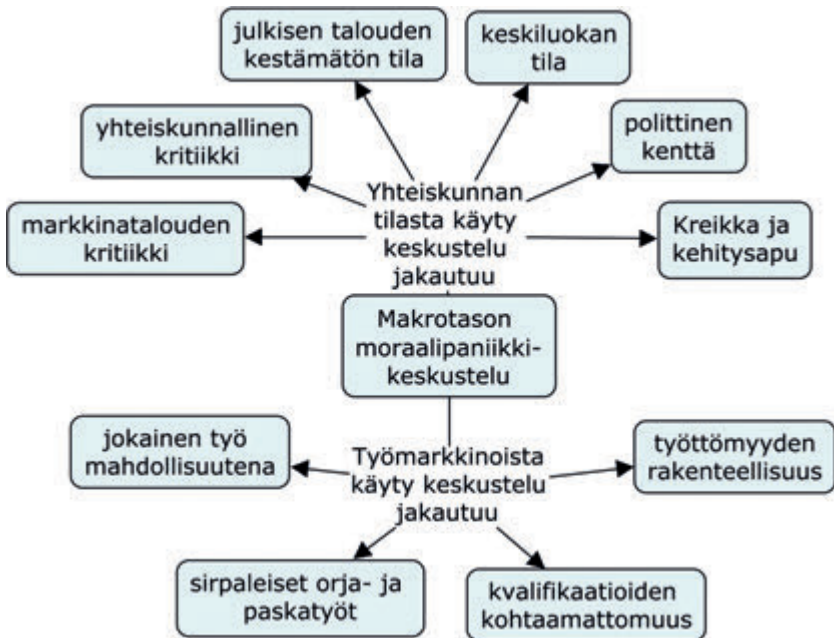 julkisen talouden
kestämätön tila
keskiluokan
tila
yhteiskunnallinen
kritiikki
poliittinen
kenttä
markkinatalouden
kritiikki
Yhteiskunnan
tilasta käyty
keskustelu
jakautuu
Kreikka ja
kehitysapu
Makrotason
moraalipaniikki-
keskustelu
jokainen työ
mahdollisuutena
Työmarkkinoista
käyty keskustelu
jakautuu
työttömyyden
rakenteellisuus
sirpaleiset orja- ja
paskatyöt
kvalifikaatioiden
kohtaamattomuus